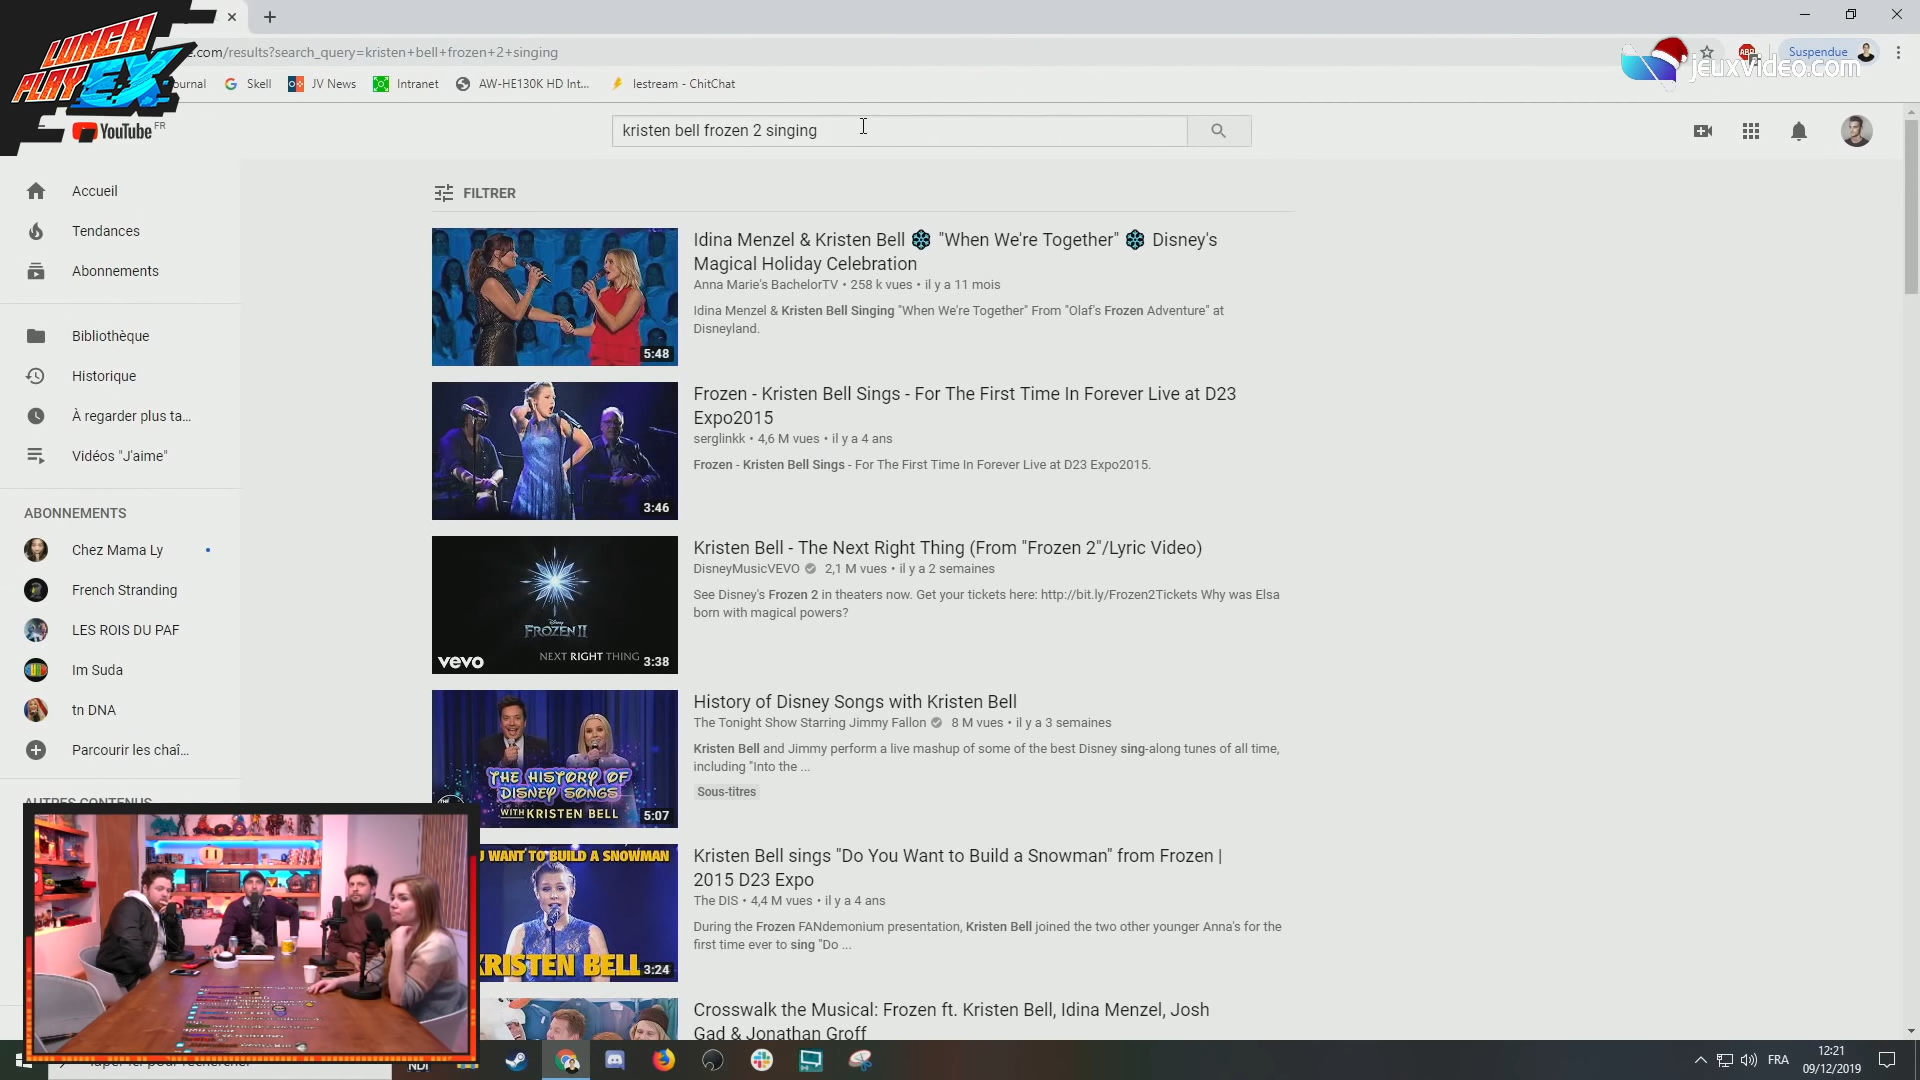 LUNCH
PLAY EX
.com/results?search_query=kristen+bell+frozen+2+singing
ABP
Suspendue
jeuxvideo.com
ournal
Skell
JV News
Intranet
AW-HE130K HD Int...
lestream - ChitChat
YouTube FR
kristen bell frozen 2 singing
Accueil
Tendances
Abonnements
Bibliothèque
Historique
À regarder plus ta...
Vidéos "J'aime"
ABONNEMENTS
Chez Mama Ly
French Stranding
LES ROIS DU PAF
Im Suda
tn DNA
Parcourir les chaî...
AUTRES CONTENUS
FILTRER
5:48
Idina Menzel & Kristen Bell ❄ "When We're Together" ❄ Disney's
Magical Holiday Celebration
Anna Marie's BachelorTV • 258 k vues • il y a 11 mois
Idina Menzel & Kristen Bell Singing "When We're Together" From "Olaf's Frozen Adventure" at
Disneyland.
3:46
Frozen - Kristen Bell Sings - For The First Time In Forever Live at D23
Expo2015
serglinkk • 4,6 M vues • il y a 4 ans
Frozen - Kristen Bell Sings - For The First Time In Forever Live at D23 Expo2015.
Disney
FROZEN II
vevo
NEXT RIGHT THING
3:38
Kristen Bell - The Next Right Thing (From "Frozen 2"/Lyric Video)
DisneyMusicVEVO 2,1 M vues • il y a 2 semaines
See Disney's Frozen 2 in theaters now. Get your tickets here: http://bit.ly/Frozen2Tickets Why was Elsa
born with magical powers?
THE HISTORY OF
DISNEY SONGS
WITH KRISTEN BELL
5:07
History of Disney Songs with Kristen Bell
The Tonight Show Starring Jimmy Fallon 8 M vues • il y a 3 semaines
Kristen Bell and Jimmy perform a live mashup of some of the best Disney sing-along tunes of all time,
including "Into the ...
Sous-titres
U WANT TO BUILD A SNOWMAN
KRISTEN BELL
3:24
Kristen Bell sings "Do You Want to Build a Snowman" from Frozen |
2015 D23 Expo
The DIS • 4,4 M vues • il y a 4 ans
During the Frozen FANdemonium presentation, Kristen Bell joined the two other younger Anna's for the
first time ever to sing "Do ...
Crosswalk the Musical: Frozen ft. Kristen Bell, Idina Menzel, Josh
Gad & Jonathan Groff
NDI
FRA
12:21
09/12/2019